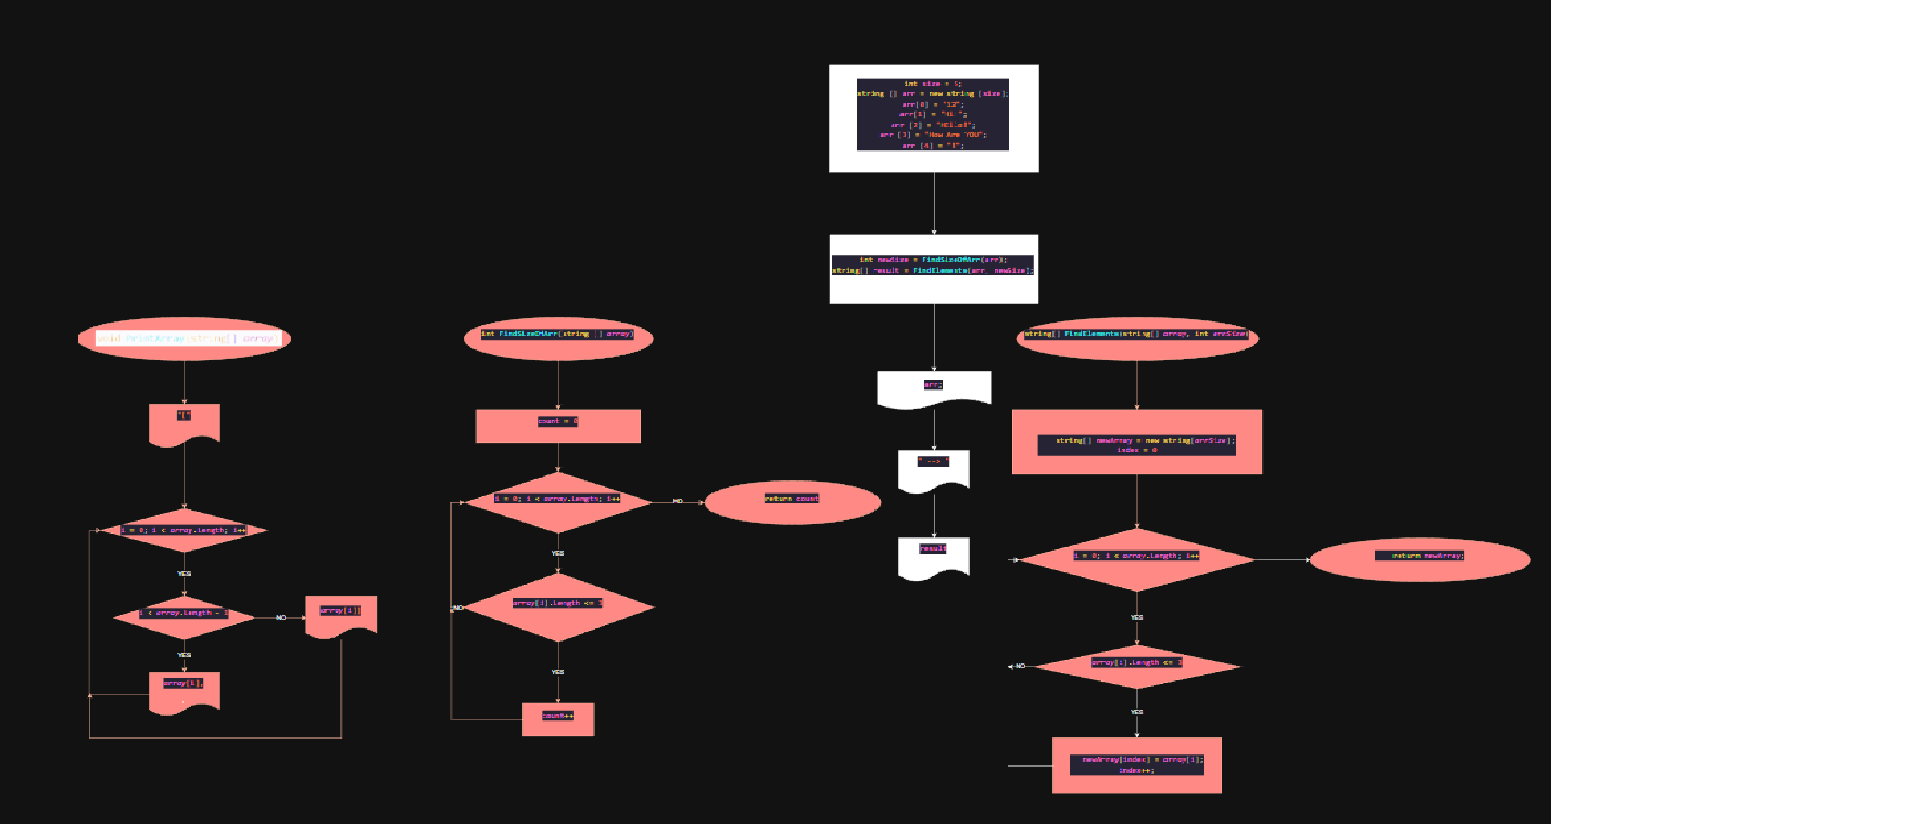 int size = 5;
string [] arr = new string [size];
arr[0] = "13";
arr[1] = "Hi ";
arr [2] =
arr [3] = "How Are YOU";
arr [4] =
int newSize = FindSizeOfArr(arr);
string[] result = FindElements(arr, newSize);
void PrintArray(string[] array)
int FindSizeOfArr(string [] array)
string[] FindElements(string[] array, int arrSize)
arr;
"["
count = 0
string[] newArray = new string[arrSize];
index = 0;
" --> "
i = 0; i < array.Length; i++
NO
return count
i = 0; i < array.Length; i++
YES
result
i = 0; i < array.Length; i++
return newArray;
YES
i < array.Length - 1
NO
array[i]
NO
array[i].Length <= 3
YES
YES
array[i].Length <= 3
NO
YES
array[i],
YES
count++
newArray[index] = array[i];
index++;